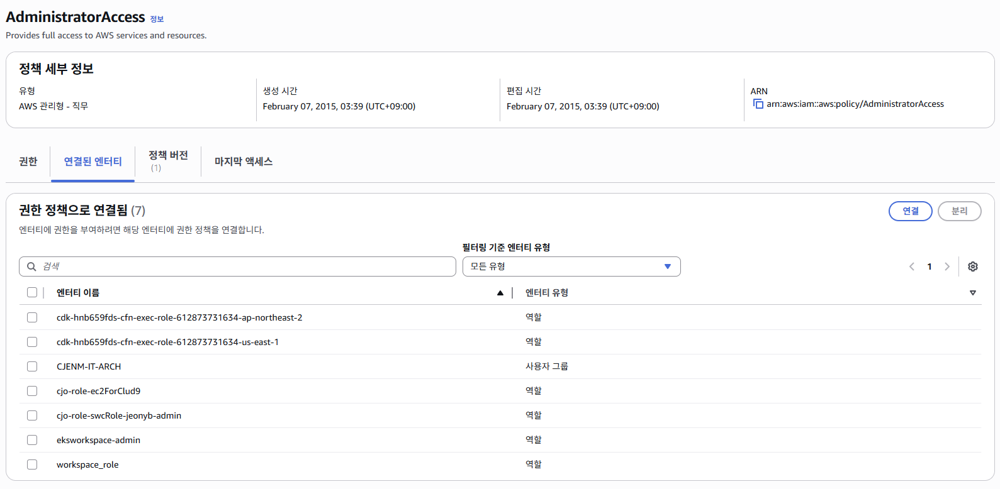 AdministratorAccess 정보
Provides full access to AWS services and resources.
정책 세부 정보
유형
AWS 관리형 - 직무
생성 시간
February 07, 2015, 03:39 (UTC+09:00)
편집 시간
February 07, 2015, 03:39 (UTC+09:00)
ARN
arn:aws:iam::aws:policy/AdministratorAccess
권한
연결된 엔터티
정책 버전
(1)
마지막 액세스
권한 정책으로 연결됨 (7)
연결
분리
엔터티에 권한을 부여하려면 해당 엔터티에 권한 정책을 연결합니다.
필터링 기준 엔터티 유형
검색
모든 유형
1
엔터티 이름 엔터티 유형
cdk-hnb659fds-cfn-exec-role-612873731634-ap-northeast-2 역할
cdk-hnb659fds-cfn-exec-role-612873731634-us-east-1 역할
CJENM-IT-ARCH 사용자 그룹
cjo-role-ec2ForClud9 역할
cjo-role-swcRole-jeonyb-admin 역할
eksworkspace-admin 역할
workspace_role 역할